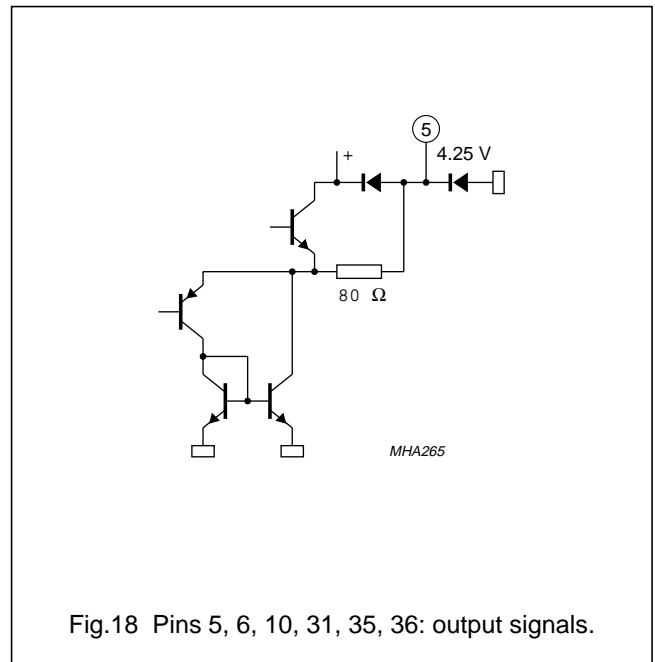 5
+
4.25 V
80 Ω
MHA265
Fig.18 Pins 5, 6, 10, 31, 35, 36: output signals.